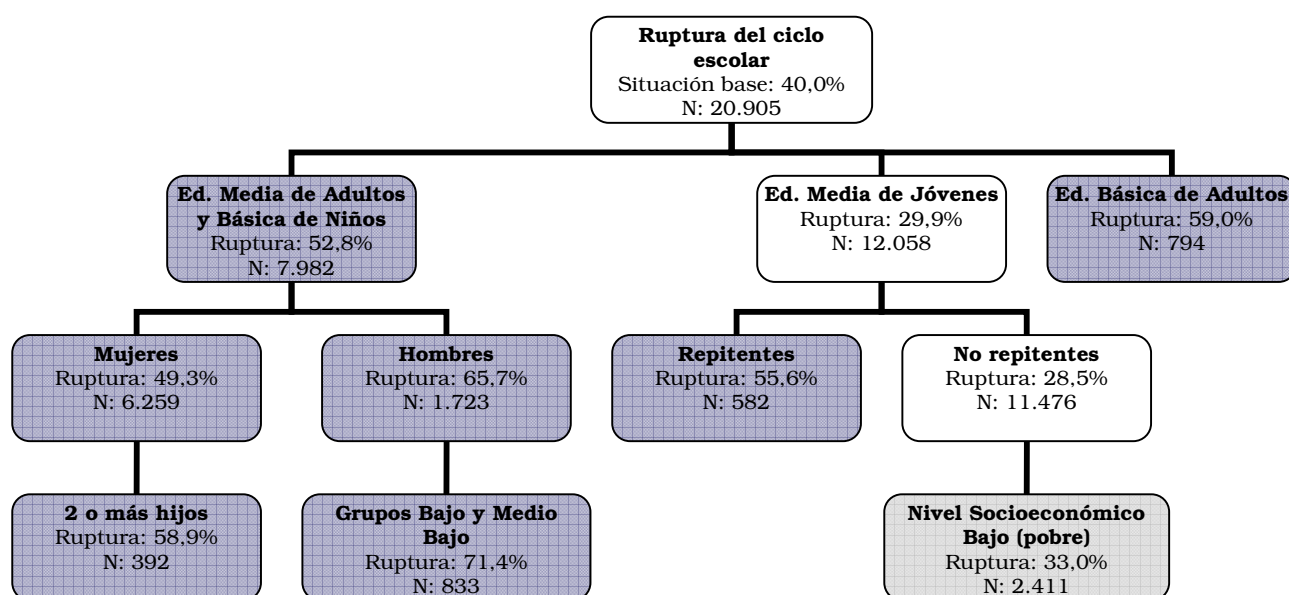 Ruptura del ciclo
escolar
Situación base: 40,0%
N: 20.905
Ed. Media de Adultos
y Básica de Niños
Ruptura: 52,8%
N: 7.982
Ed. Media de Jóvenes
Ruptura: 29,9%
N: 12.058
Ed. Básica de Adultos
Ruptura: 59,0%
N: 794
Mujeres
Ruptura: 49,3%
N: 6.259
Hombres
Ruptura: 65,7%
N: 1.723
Repitentes
Ruptura: 55,6%
N: 582
No repitentes
Ruptura: 28,5%
N: 11.476
2 o más hijos
Ruptura: 58,9%
N: 392
Grupos Bajo y Medio
Bajo
Ruptura: 71,4%
N: 833
Nivel Socioeconómico
Bajo (pobre)
Ruptura: 33,0%
N: 2.411